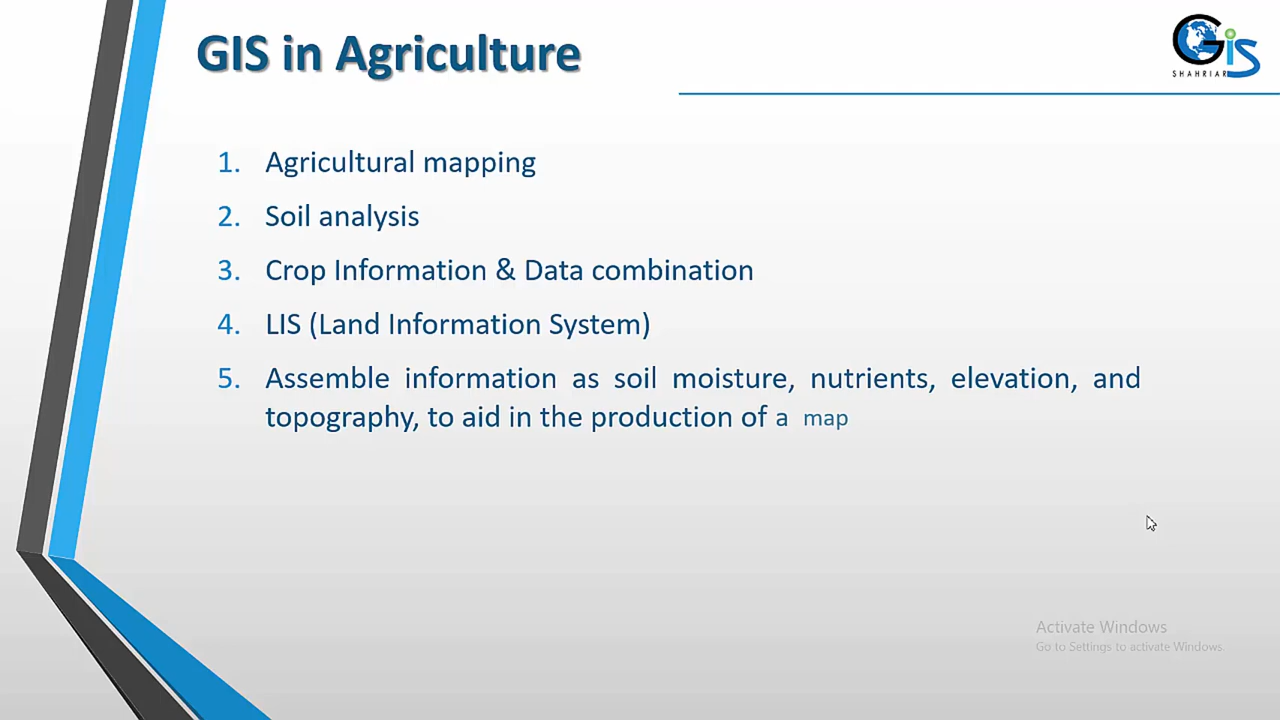 GIS in Agriculture
GiS
SHAHRIAR
1. Agricultural mapping
2. Soil analysis
3. Crop Information & Data combination
4. LIS (Land Information System)
5. Assemble information as soil moisture, nutrients, elevation, and
topography, to aid in the production of a map
Activate Windows
Go to Settings to activate Windows.